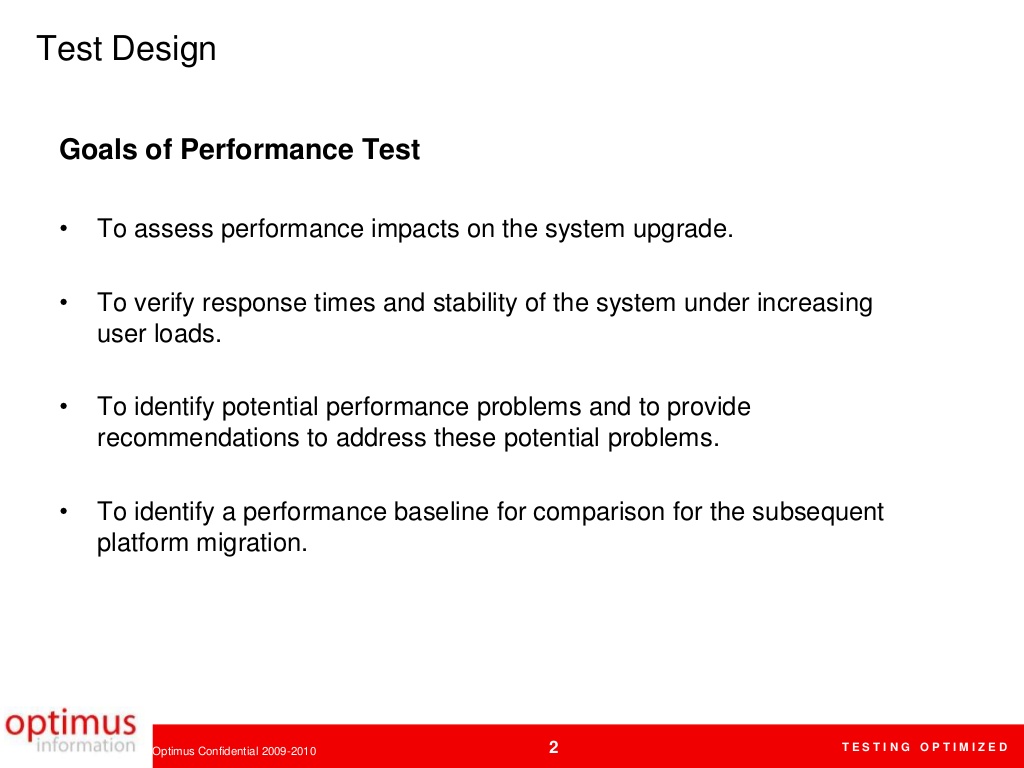 Test Design
Goals of Performance Test
• To assess performance impacts on the system upgrade.
• To verify response times and stability of the system under increasing
user loads.
• To identify potential performance problems and to provide
recommendations to address these potential problems.
• To identify a performance baseline for comparison for the subsequent
platform migration.
optimus
information
Optimus Confidential 2009-2010
2
TESTING OPTIMIZED